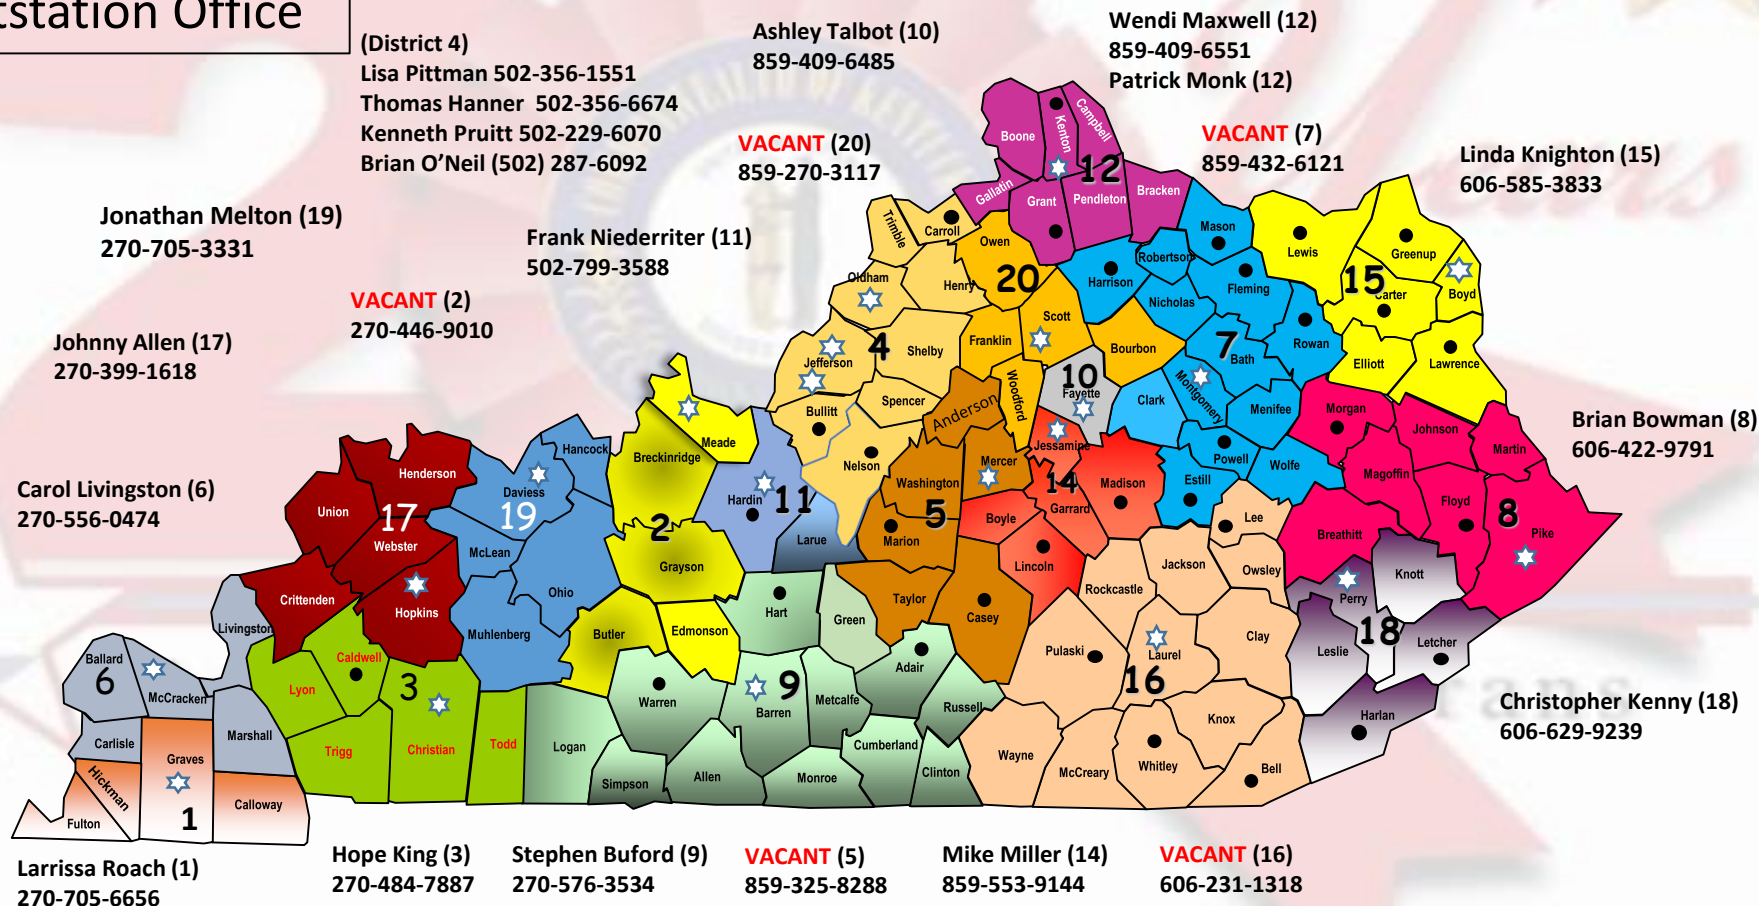 tstation Office
(District 4)
Lisa Pittman 502-356-1551
Thomas Hanner 502-356-6674
Kenneth Pruitt 502-229-6070
Brian O’Neil (502) 287-6092
Ashley Talbot (10)
859-409-6485
Wendi Maxwell (12)
859-409-6551
Patrick Monk (12)
VACANT (20)
859-270-3117
VACANT (7)
859-432-6121
Linda Knighton (15)
606-585-3833
Jonathan Melton (19)
270-705-3331
Frank Niederriter (11)
502-799-3588
VACANT (2)
270-446-9010
Johnny Allen (17)
270-399-1618
Carol Livingston (6)
270-556-0474
Brian Bowman (8)
606-422-9791
Christopher Kenny (18)
606-629-9239
Boone
Kenton
Campbell
12
Gallatin
Grant
Pendleton
Bracken
Trimble
Carroll
Owen
20
Oldham
Henry
Scott
Franklin
Bourbon
Woodford
Mason
Robertson
Harrison
Fleming
Nicholas
Rowan
7
Bath
Montgomery
Clark
Menifee
Powell
Wolfe
Estill
Lewis
Greenup
15
Carter
Boyd
Elliott
Lawrence
4
Jefferson
Shelby
Spencer
Bullitt
Nelson
10
Fayette
Anderson
Mercer
Washington
5
Marion
Taylor
Casey
Jessamine
14
Madison
Garrard
Boyle
Lincoln
Morgan
Johnson
Martin
Magoffin
Floyd
8
Pike
Breathitt
Knott
Perry
18
Letcher
Leslie
Harlan
Lee
Owsley
Jackson
Rockcastle
Clay
Laurel
Pulaski
16
Knox
Wayne
McCreary
Whitley
Bell
Meade
Breckinridge
2
Grayson
Butler
Edmonson
Hardin
11
Larue
Hart
Green
Adair
9
Warren
Barren
Metcalfe
Russell
Logan
Simpson
Allen
Monroe
Cumberland
Clinton
Hancock
Daviess
19
McLean
Ohio
Muhlenberg
Henderson
Union
17
Webster
Crittenden
Hopkins
Livingston
Ballard
6
McCracken
Carlisle
Marshall
Caldwell
Lyon
3
Trigg
Christian
Todd
Graves
Hickman
Fulton
1
Calloway
Larrissa Roach (1)
270-705-6656
Hope King (3)
270-484-7887
Stephen Buford (9)
270-576-3534
VACANT (5)
859-325-8288
Mike Miller (14)
859-553-9144
VACANT (16)
606-231-1318